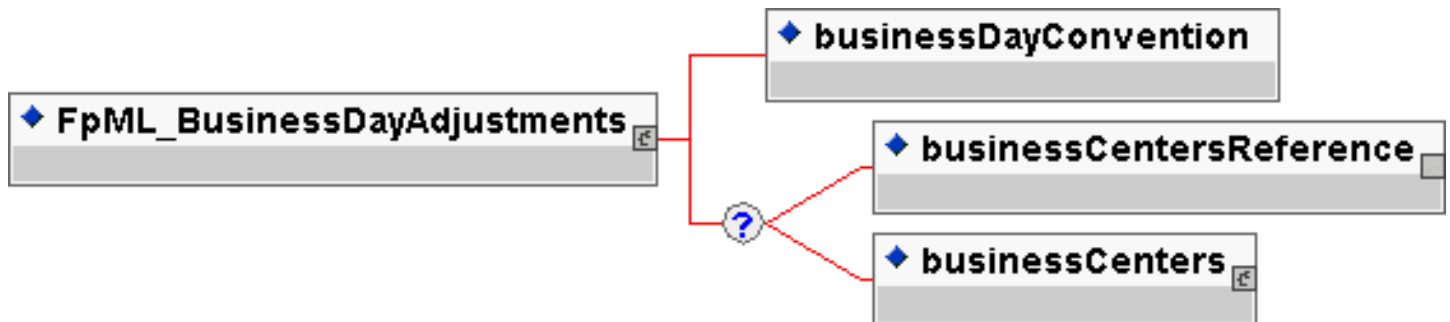 businessDayConvention
FpML_BusinessDayAdjustments
businessCentersReference
?
businessCenters